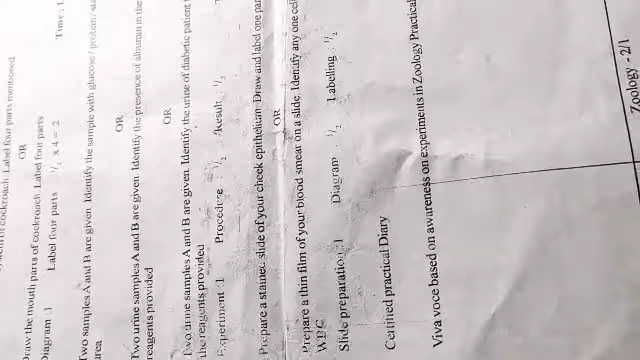 of cockroach. Label four parts mentioned
OR
Draw the mouth parts of cockroach. Label four parts
Diagram : 1 Label four parts ½ x 4 = 2 Time : 1
Two samples A and B are given. Identify the sample with glucose / protein /
urea
OR
Two urine samples A and B are given. Identify the presence of albumin in the
reagents provided
OR
Two urine samples A and B are given. Identify the urine of diabetic patient
the reagents provided
Experiment : 1 Procedure : ½ Result : ½
Prepare a stained slide of your cheek epithelium. Draw and label one
OR
Prepare a thin film of your blood smear on a slide. Identify any one
WBC
Slide preparation : 1 Diagram : ½ Labelling : ½
Certified practical Diary
Viva voce based on awareness on experiments in Zoology Practical
Zoology - 2/1